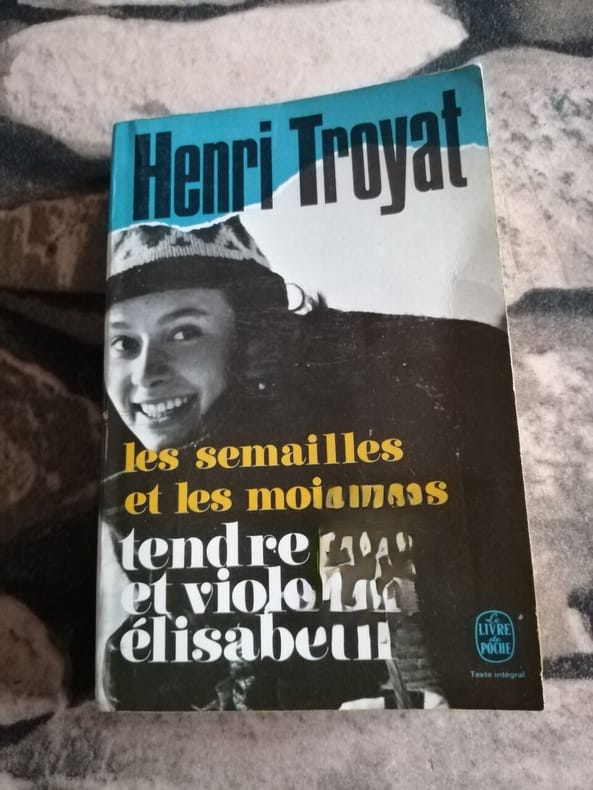 Henri Troyat
les semailles
et les
tendre
et
Le
LIVRE
de
POCHE
Texte intégral